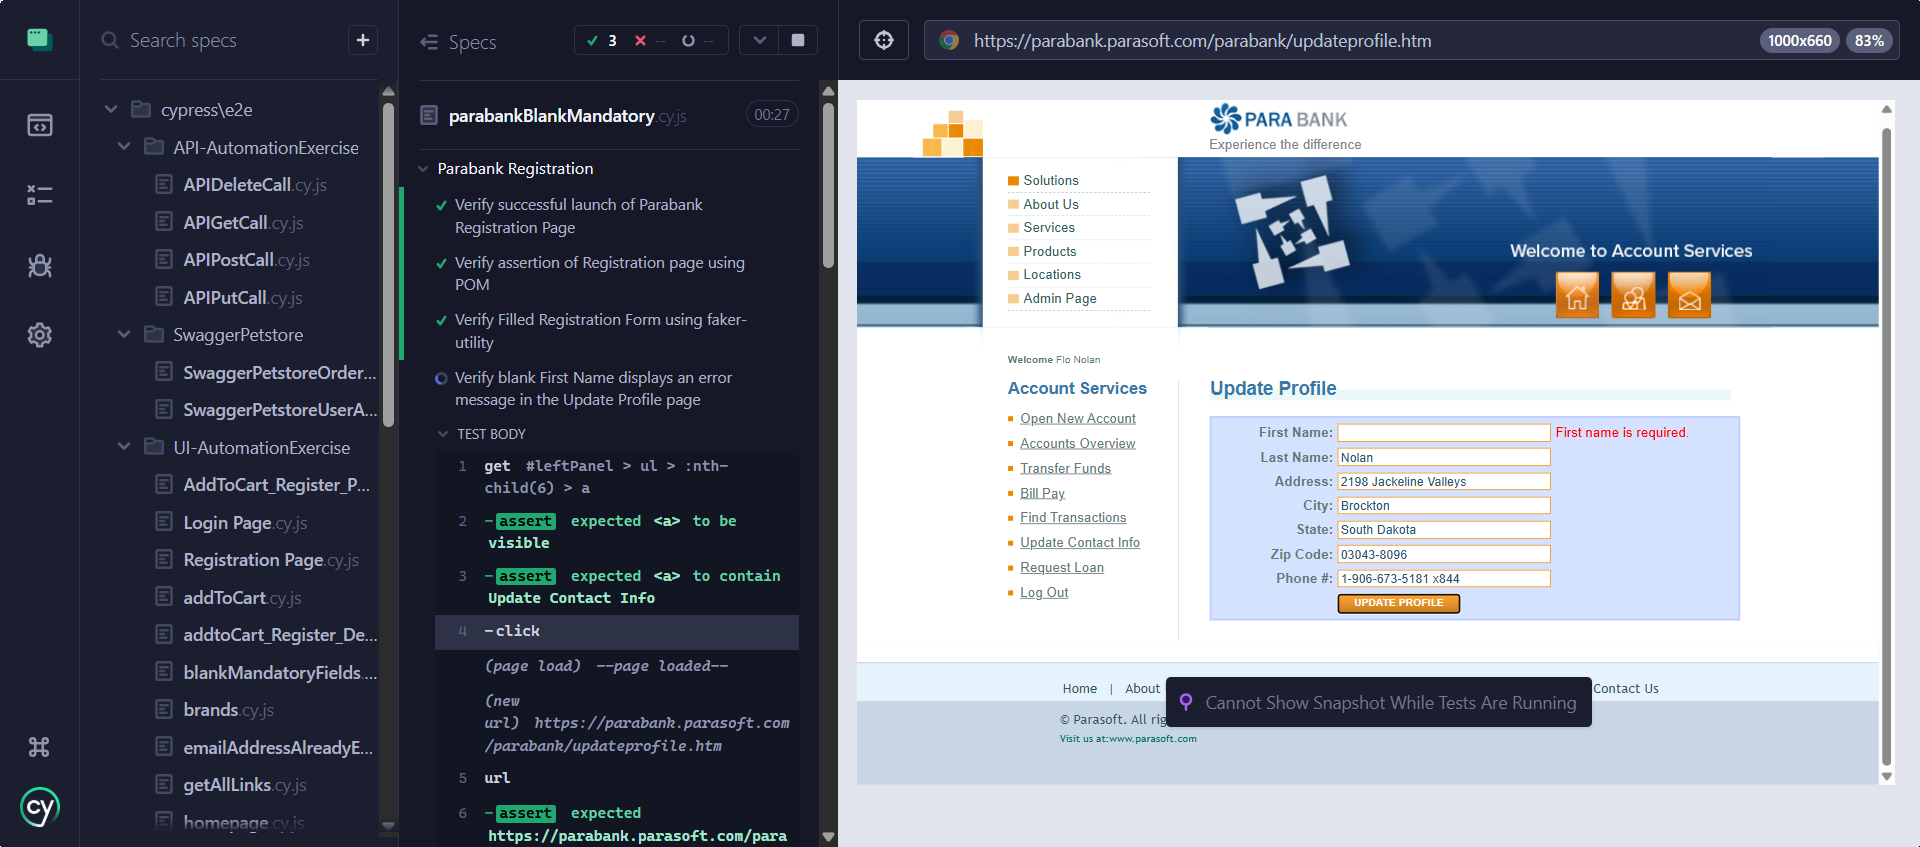 Search specs
+
cypress\e2e
API-AutomationExercise
APIDeleteCall.cy.js
APIGetCall.cy.js
APIPostCall.cy.js
APIPutCall.cy.js
SwaggerPetstore
SwaggerPetstoreOrder...
SwaggerPetstoreUserA...
UI-AutomationExercise
AddToCart_Register_P...
Login Page.cy.js
Registration Page.cy.js
addToCart.cy.js
addtoCart_Register_De...
blankMandatoryFields....
brands.cy.js
emailAddressAlreadyE...
getAllLinks.cy.js
homepage.cy.js
cy
Specs
3 -- --
parabankBlankMandatory.cy.js 00:27
Parabank Registration
Verify successful launch of Parabank
Registration Page
Verify assertion of Registration page using
POM
Verify Filled Registration Form using faker-
utility
Verify blank First Name displays an error
message in the Update Profile page
TEST BODY
1 get #leftPanel > ul > :nth-
child(6) > a
2 -assert expected <a> to be
visible
3 -assert expected <a> to contain
Update Contact Info
4 -click
(page load) --page loaded--
(new
url) https://parabank.parasoft.com
/parabank/updateprofile.htm
5 url
6 -assert expected
https://parabank.parasoft.com/para
https://parabank.parasoft.com/parabank/updateprofile.htm 1000x660 83%
PARA BANK
Experience the difference
Solutions
About Us
Services
Products
Locations
Admin Page
Welcome to Account Services
Welcome Flo Nolan
Account Services
Open New Account
Accounts Overview
Transfer Funds
Bill Pay
Find Transactions
Update Contact Info
Request Loan
Log Out
Update Profile
First Name: First name is required.
Last Name: Nolan
Address: 2198 Jackeline Valleys
City: Brockton
State: South Dakota
Zip Code: 03043-8096
Phone #: 1-906-673-5181 x844
UPDATE PROFILE
Home | About Contact Us
Cannot Show Snapshot While Tests Are Running
© Parasoft. All rig
Visit us at:www.parasoft.com